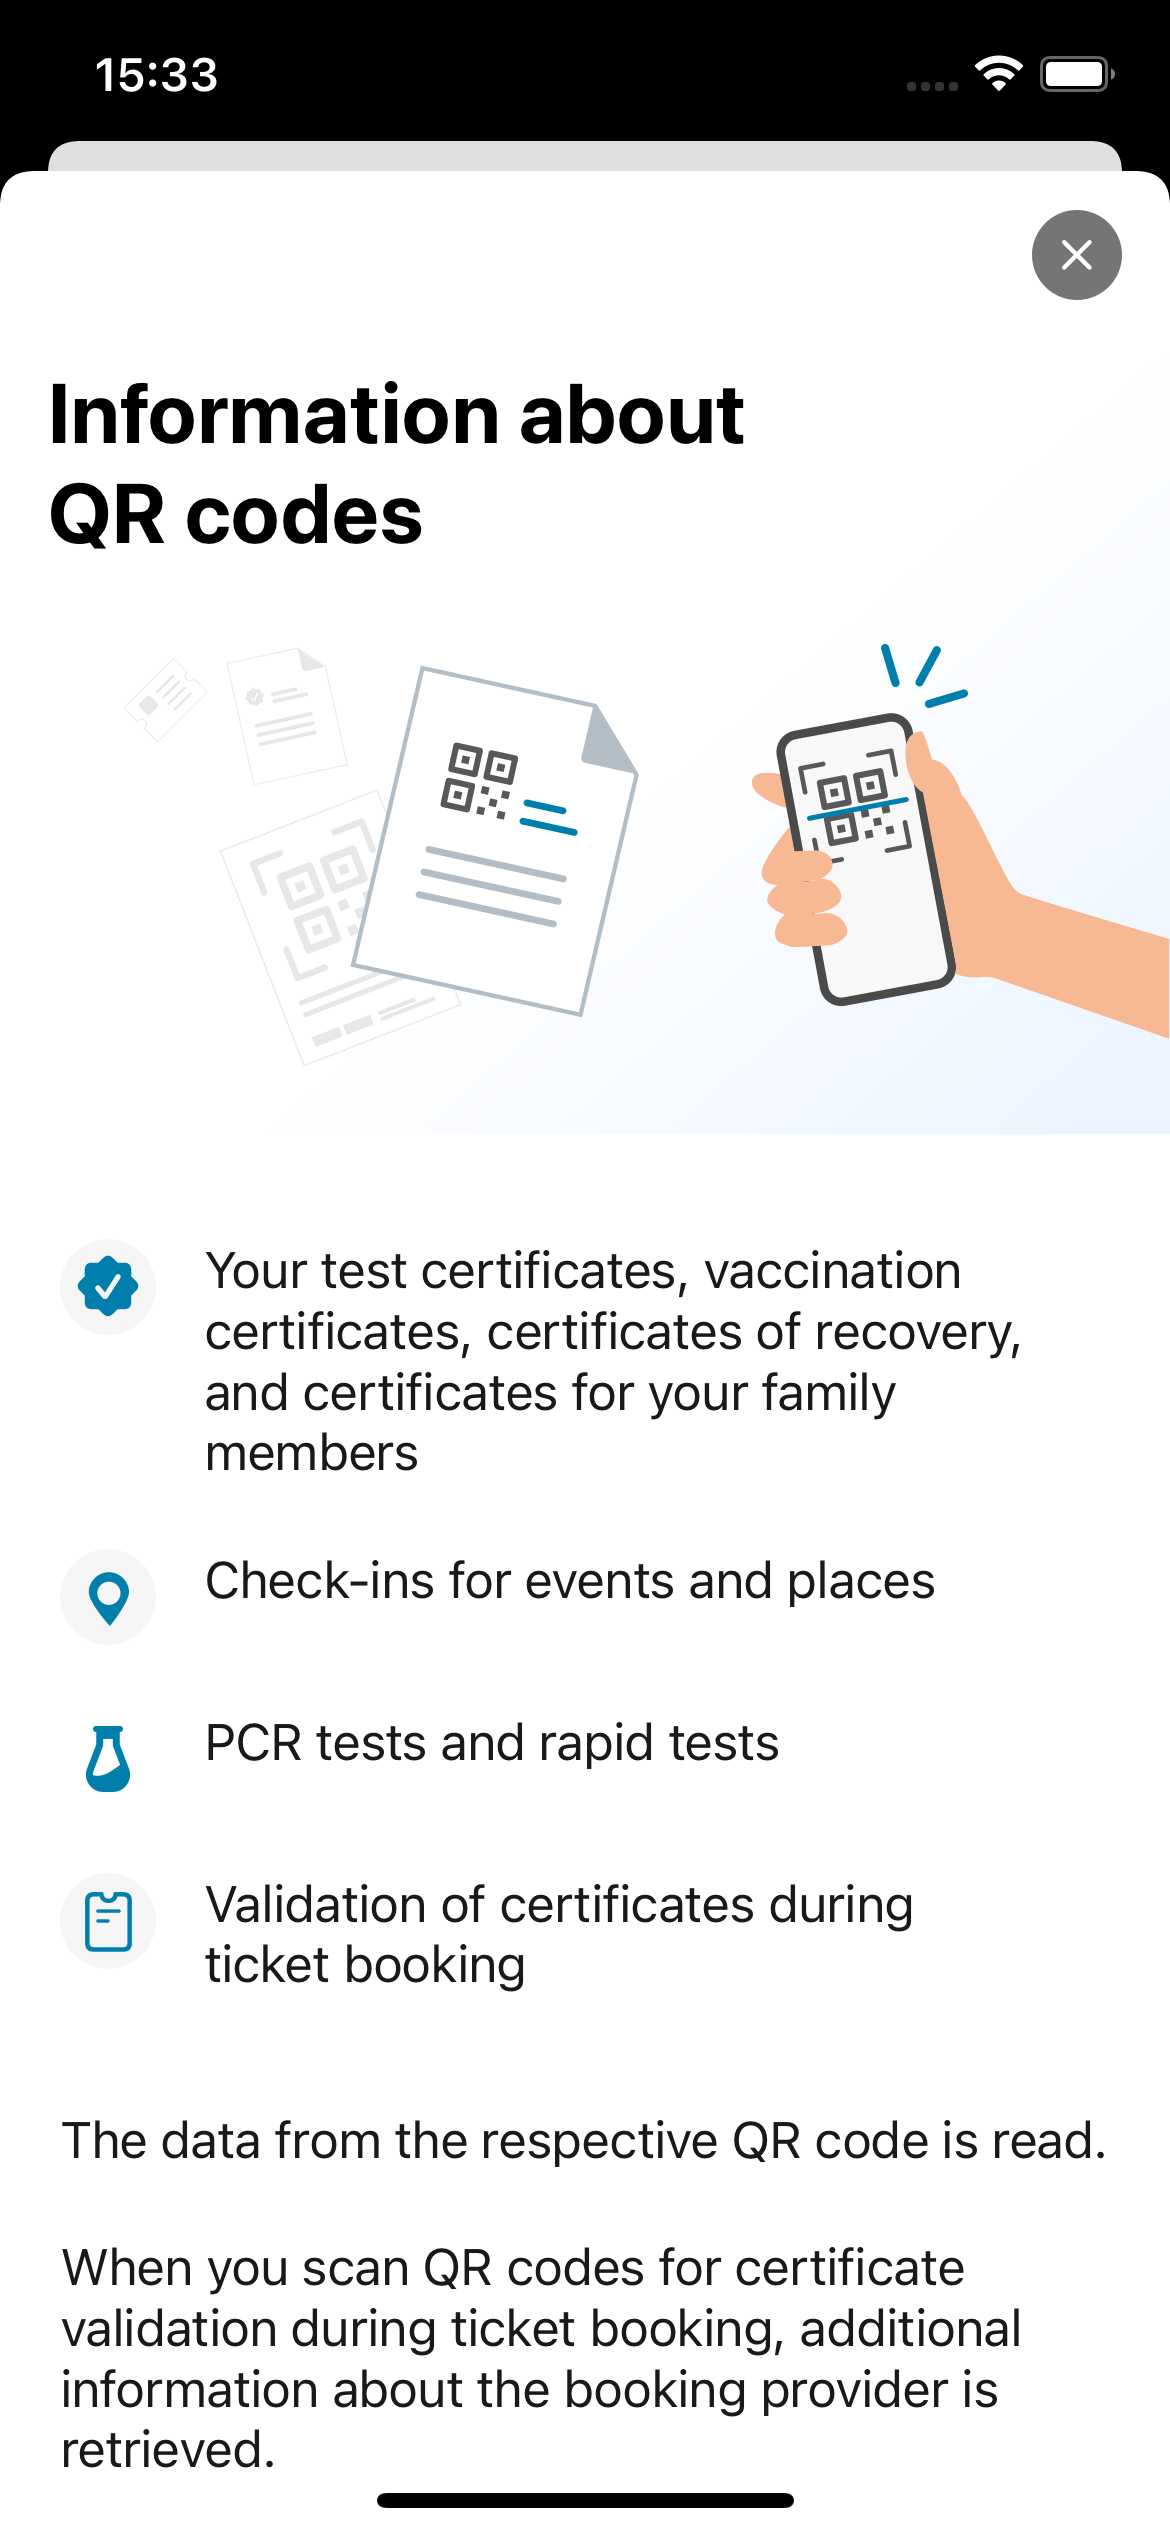 15:33
Information about
QR codes
Your test certificates, vaccination
certificates, certificates of recovery,
and certificates for your family
members
Check-ins for events and places
PCR tests and rapid tests
Validation of certificates during
ticket booking
The data from the respective QR code is read.
When you scan QR codes for certificate
validation during ticket booking, additional
information about the booking provider is
retrieved.